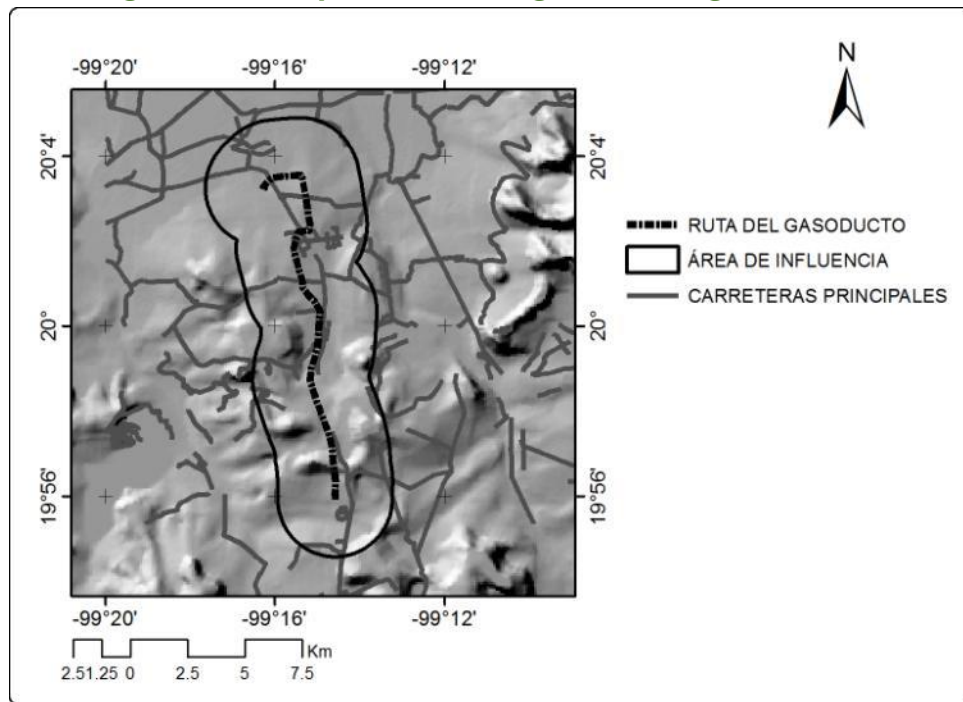 -99°20' -99°16' -99°12'
N
20°4' 20°4'
RUTA DEL GASODUCTO
ÁREA DE INFLUENCIA
CARRETERAS PRINCIPALES
20° 20°
19°56' 19°56'
-99°20' -99°16' -99°12'
Km
2.51.25 0 2.5 5 7.5